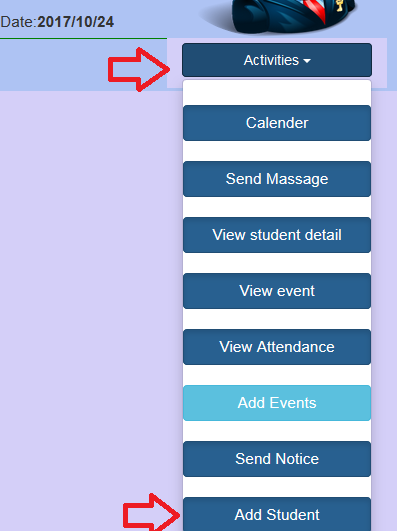 Date:2017/10/24
Activities
Calender
Send Massage
View student detail
View event
View Attendance
Add Events
Send Notice
Add Student